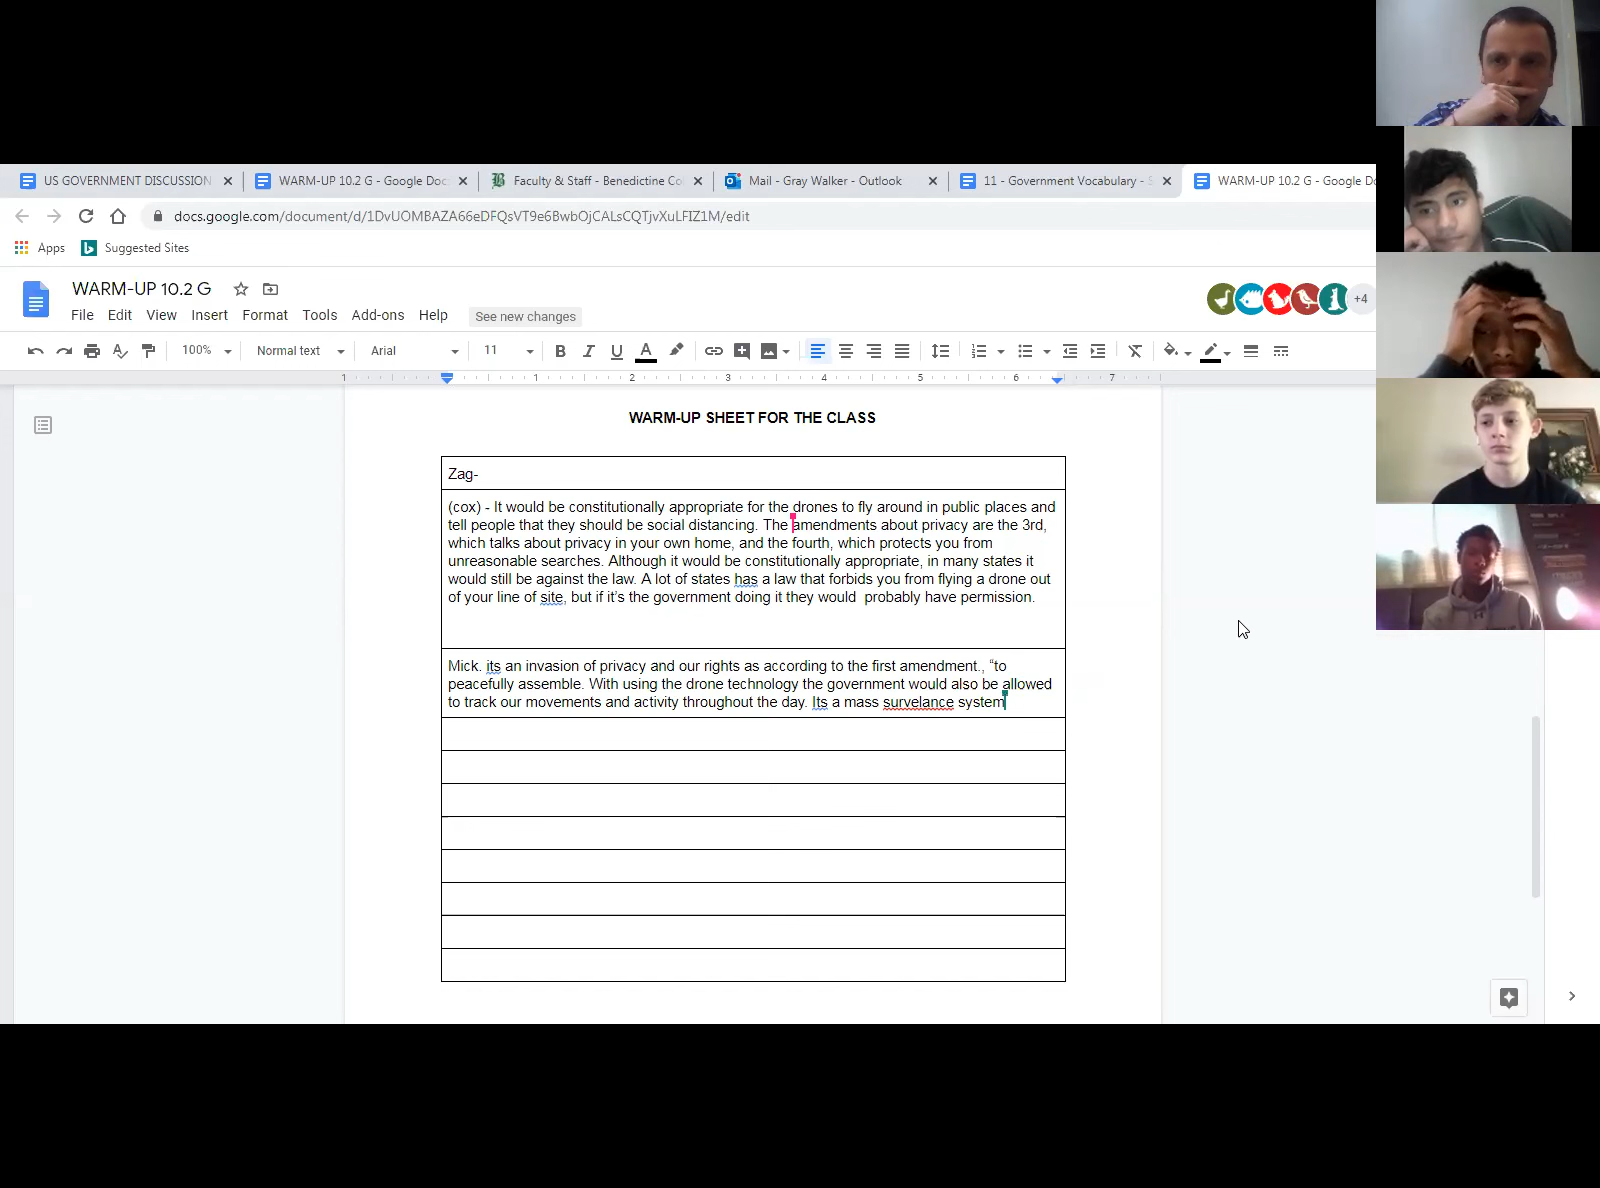 US GOVERNMENT DISCUSSION
WARM-UP 10.2 G - Google Doc
Faculty & Staff - Benedictine Co
Mail - Gray Walker - Outlook
11 - Government Vocabulary - S
WARM-UP 10.2 G - Google Do
docs.google.com/document/d/1DvUOMBAZA66eDFQsVT9e6BwbOjCALsCQTjvXuLFIZ1M/edit
Apps
Suggested Sites
WARM-UP 10.2 G
+4
File Edit View Insert Format Tools Add-ons Help See new changes
100% Normal text Arial 11 B I U A
1 1 2 3 4 5 6 7
WARM-UP SHEET FOR THE CLASS
Zag-
(cox) - It would be constitutionally appropriate for the drones to fly around in public places and
tell people that they should be social distancing. The amendments about privacy are the 3rd,
which talks about privacy in your own home, and the fourth, which protects you from
unreasonable searches. Although it would be constitutionally appropriate, in many states it
would still be against the law. A lot of states has a law that forbids you from flying a drone out
of your line of site, but if it's the government doing it they would  probably have permission.
Mick. its an invasion of privacy and our rights as according to the first amendment., “to
peacefully assemble. With using the drone technology the government would also be allowed
to track our movements and activity throughout the day. Its a mass survelance system